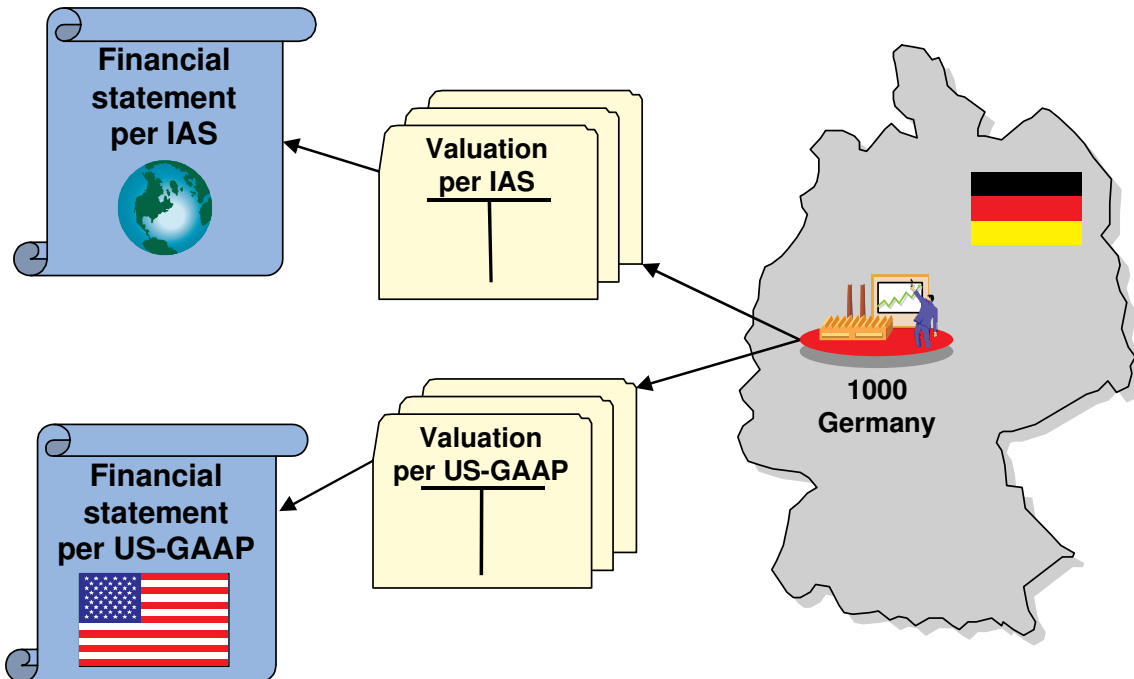 Financial
statement
per IAS
Valuation
per IAS
1000
Germany
Valuation
per US-GAAP
Financial
statement
per US-GAAP